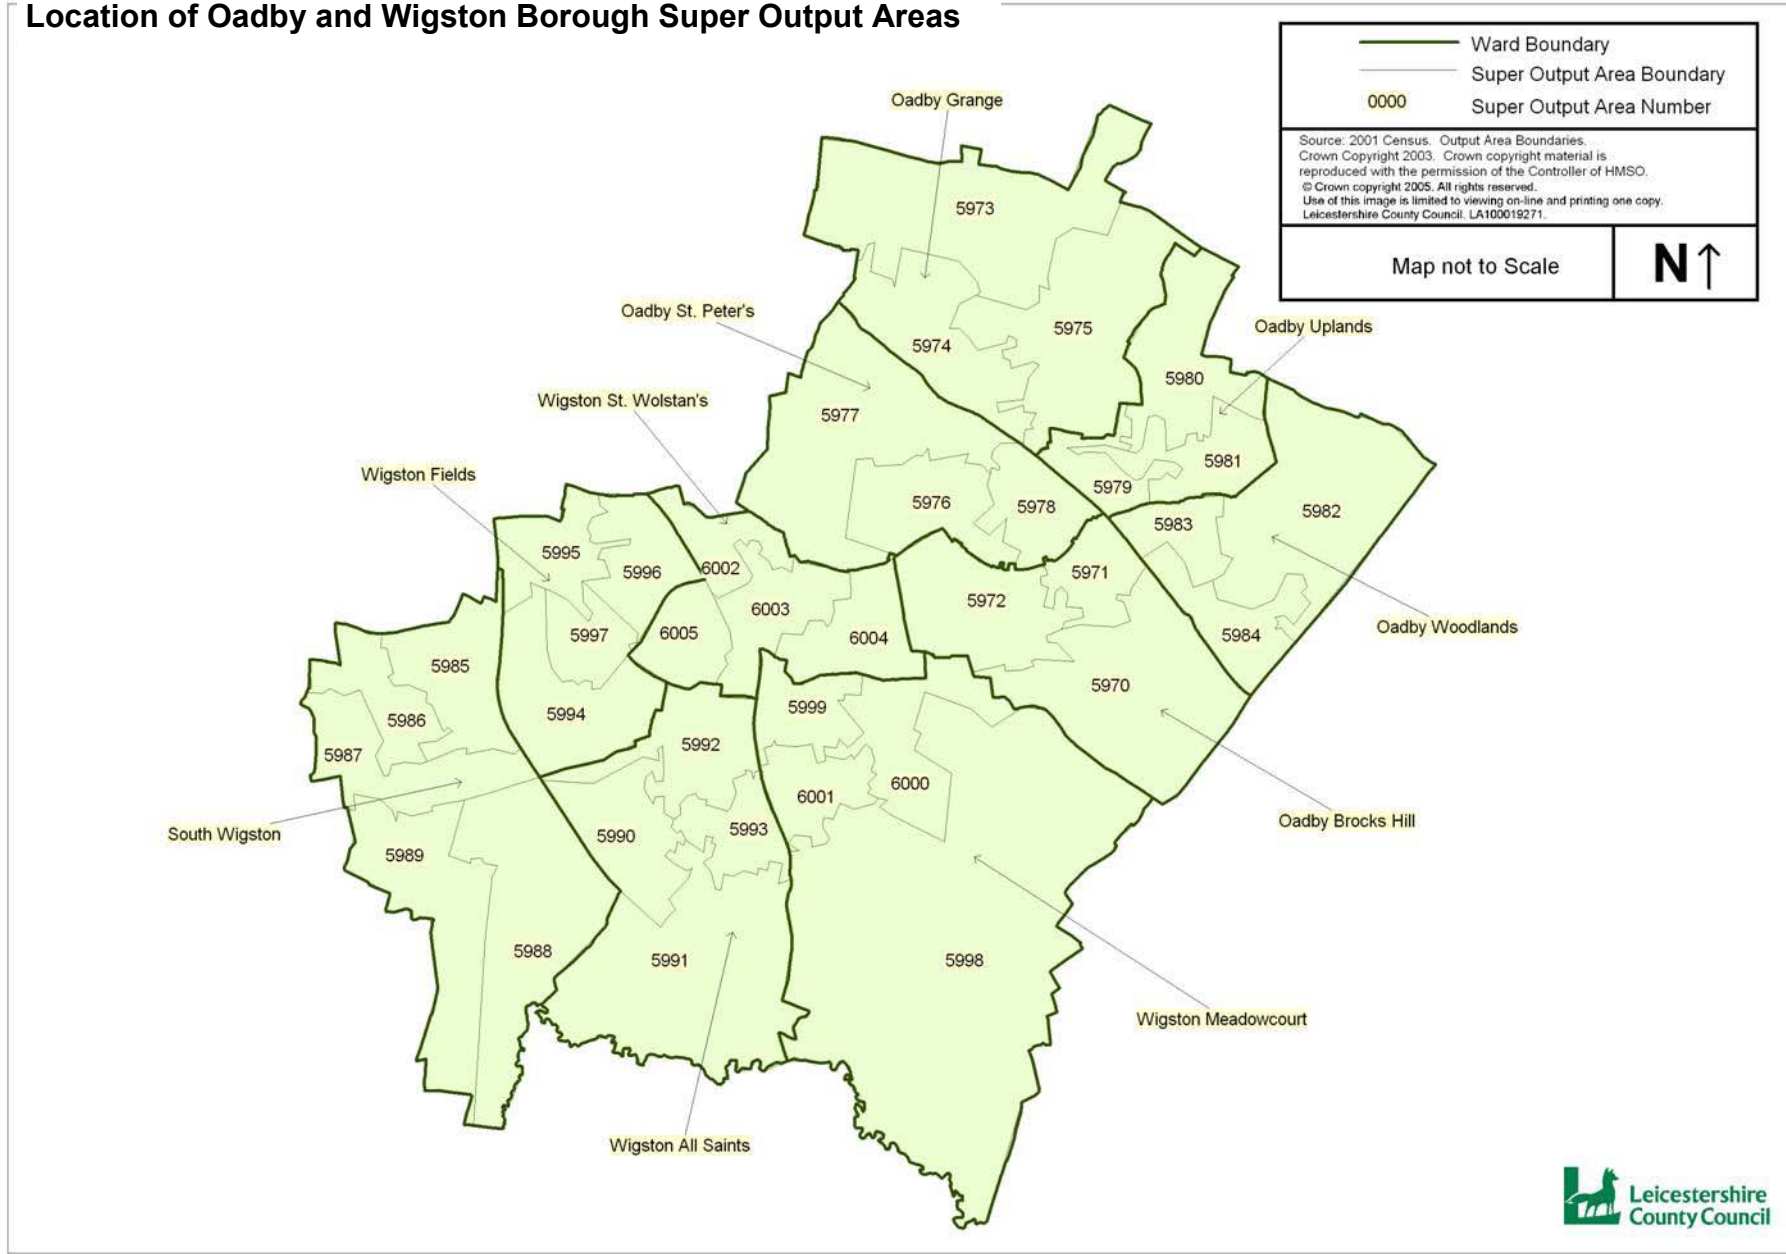 Location of Oadby and Wigston Borough Super Output Areas
Ward Boundary
Super Output Area Boundary
0000 Super Output Area Number
Source: 2001 Census. Output Area Boundaries.
Crown Copyright 2003. Crown copyright material is
reproduced with the permission of the Controller of HMSO.
© Crown copyright 2005. All rights reserved.
Use of this image is limited to viewing on-line and printing one copy.
Leicestershire County Council. LA100019271.
Map not to Scale
N
Oadby Grange
5973
Oadby St. Peter's
5974
5975
Oadby Uplands
5980
Wigston St. Wolstan's
5977
5981
Wigston Fields
5979
5976
5978
5982
5983
5995
5996
6002
5971
5972
6003
6005
5997
6004
5984
Oadby Woodlands
5985
5970
5999
5994
5986
5992
5987
6000
6001
South Wigston
5990
5993
Oadby Brocks Hill
5989
5988
5991
5998
Wigston Meadowcourt
Wigston All Saints
Leicestershire
County Council